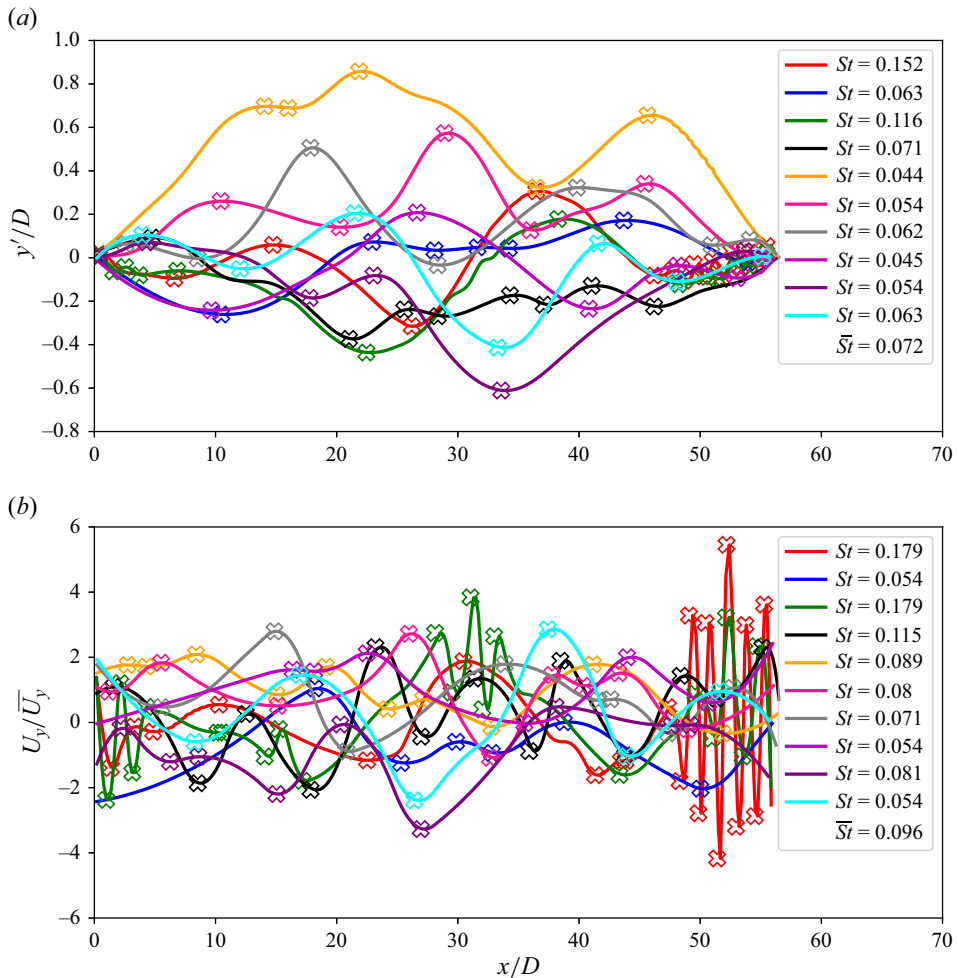 (a)
1.0
0.8
0.6
0.4
0.2
0
–0.2
–0.4
–0.6
–0.8
y′/D
St = 0.152
St = 0.063
St = 0.116
St = 0.071
St = 0.044
St = 0.054
St = 0.062
St = 0.045
St = 0.054
St = 0.063
S̅t = 0.072
0 10 20 30 40 50 60 70
(b)
6
4
2
0
–2
–4
–6
U_y/U̅_y̅
St = 0.179
St = 0.054
St = 0.179
St = 0.115
St = 0.089
St = 0.08
St = 0.071
St = 0.054
St = 0.081
St = 0.054
S̅t̅ = 0.096
0 10 20 30 40 50 60 70
x/D